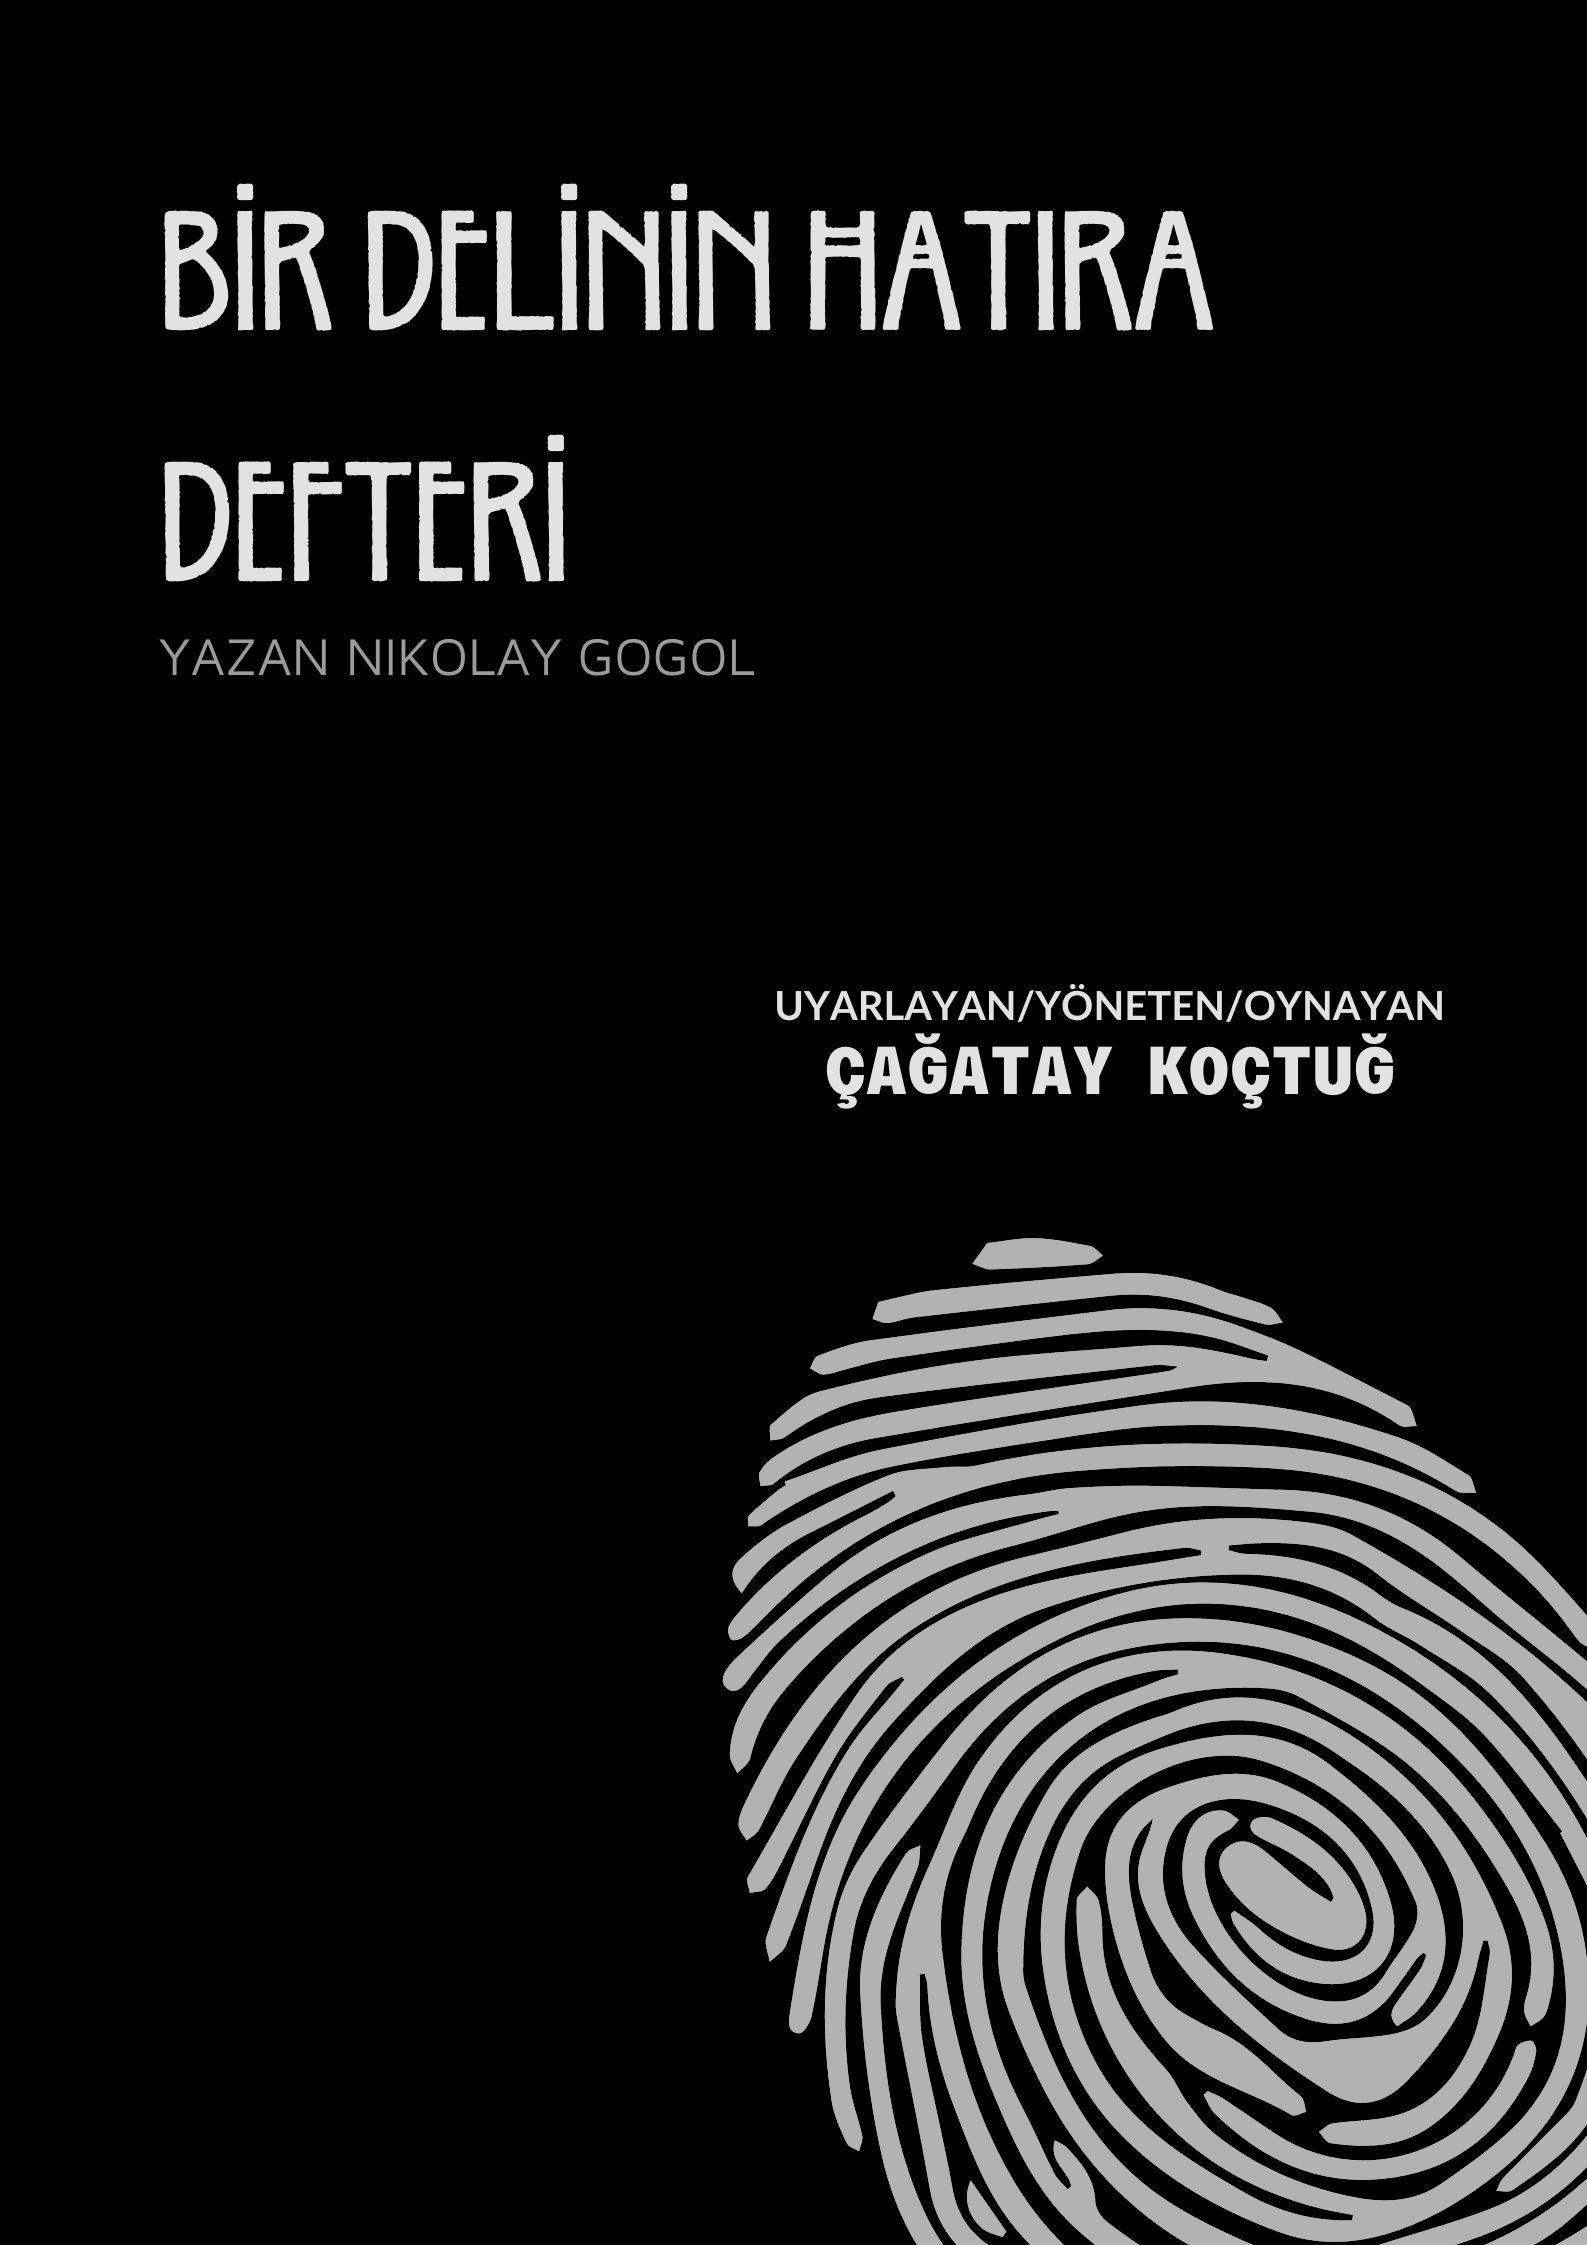 BİR DELİNİN HATIRA
DEFTERİ
YAZAN NIKOLAY GOGOL
UYARLAYAN/YÖNETEN/OYNAYAN
ÇAĞATAY KOÇTUĞ